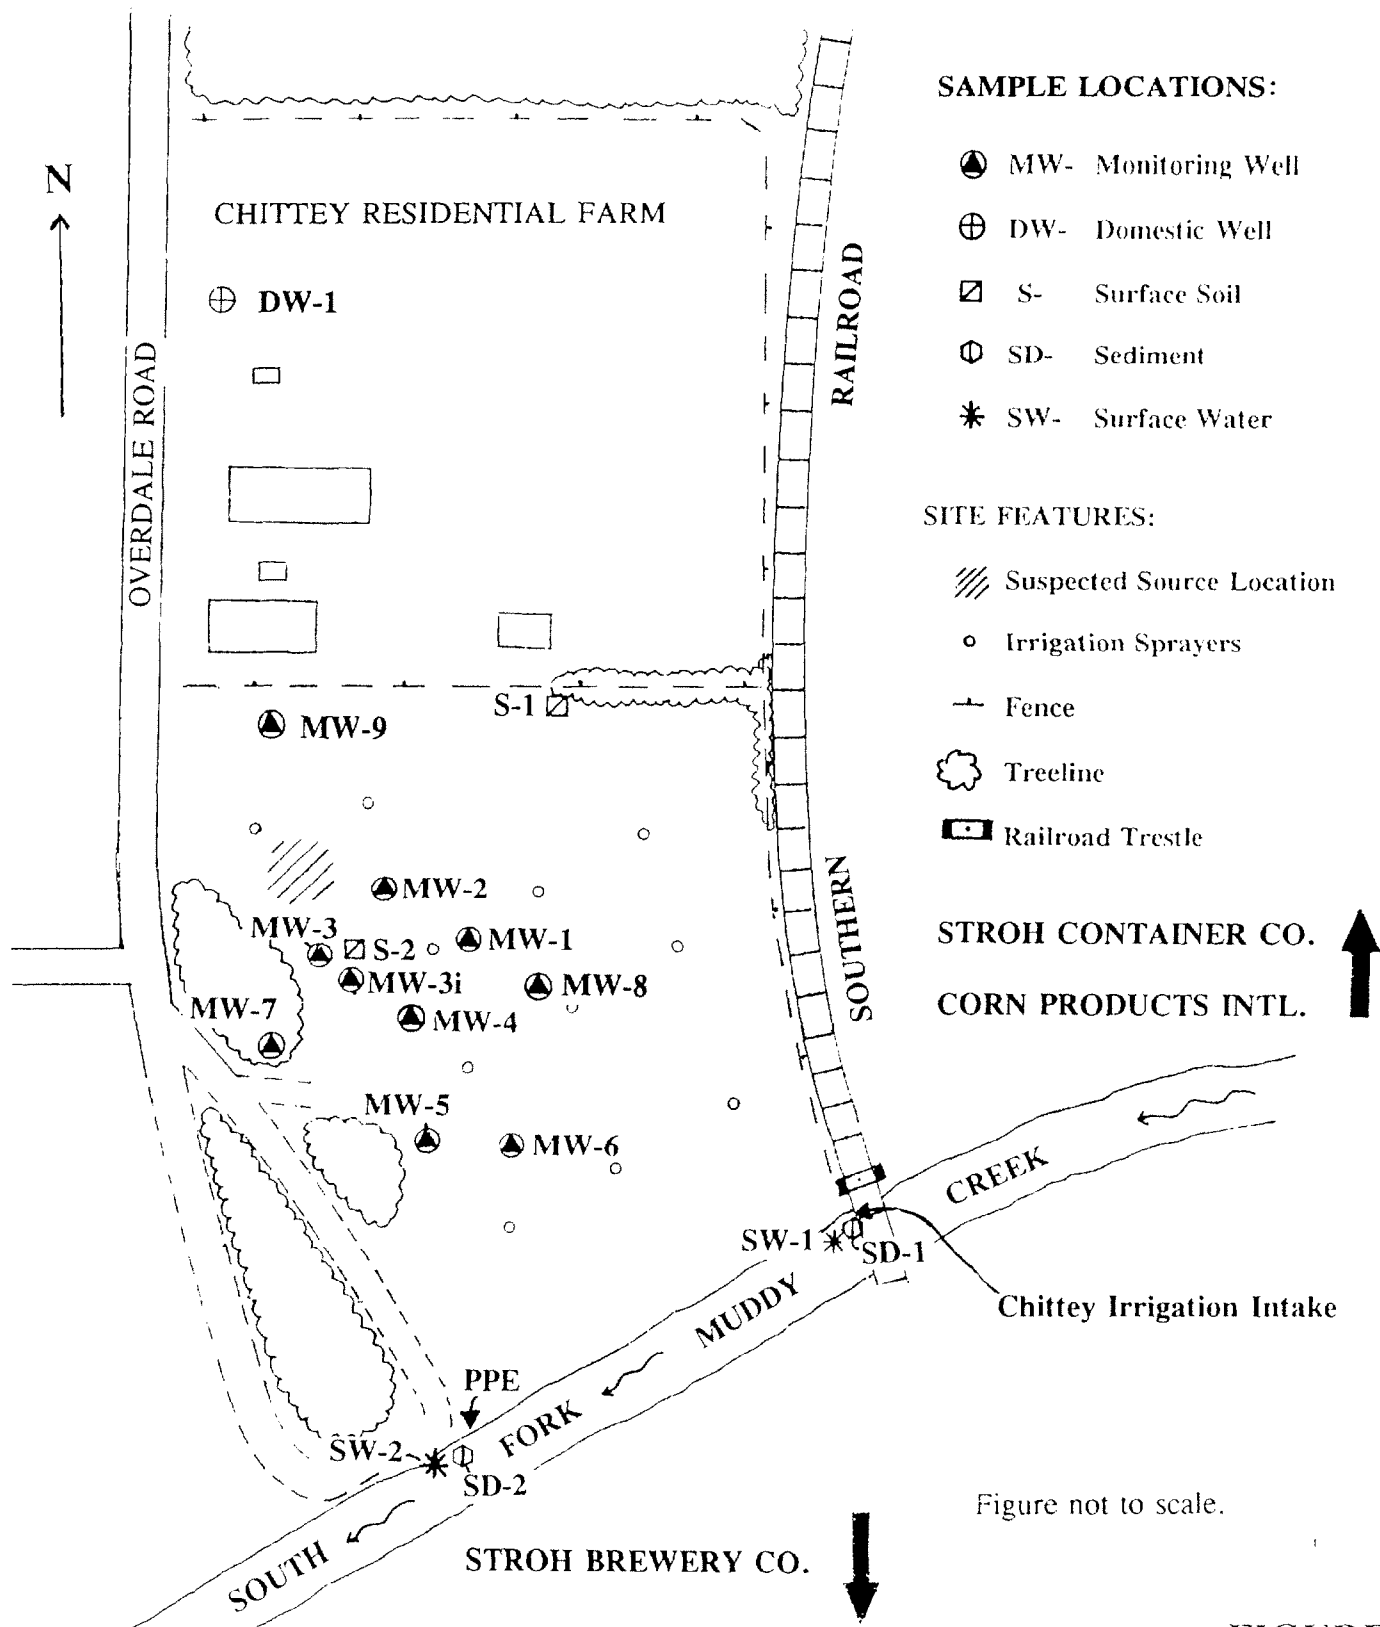 SAMPLE LOCATIONS:
MW- Monitoring Well
DW- Domestic Well
S- Surface Soil
SD- Sediment
SW- Surface Water
SITE FEATURES:
Suspected Source Location
Irrigation Sprayers
Fence
Treeline
Railroad Trestle
STROH CONTAINER CO.
CORN PRODUCTS INTL.
N
CHITTEY RESIDENTIAL FARM
DW-1
OVERDALE ROAD
RAILROAD
SOUTHERN
S-1
MW-9
MW-2
MW-3
S-2
MW-1
MW-3i
MW-8
MW-7
MW-4
MW-5
MW-6
CREEK
SW-1
SD-1
MUDDY
Chittey Irrigation Intake
PPE
FORK
SW-2
SD-2
Figure not to scale.
SOUTH
STROH BREWERY CO.